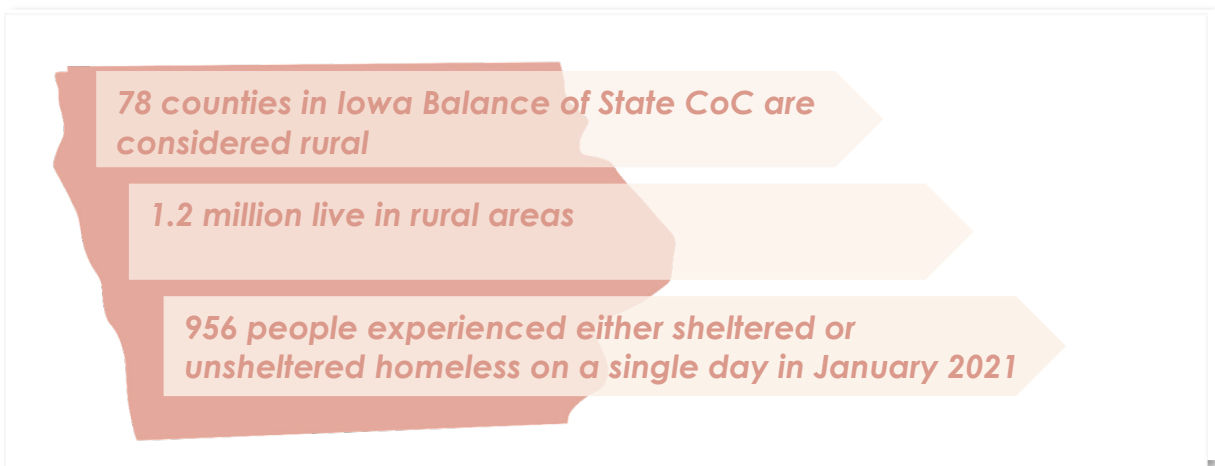 78 counties in Iowa Balance of State CoC are
considered rural
1.2 million live in rural areas
956 people experienced either sheltered or
unsheltered homeless on a single day in January 2021